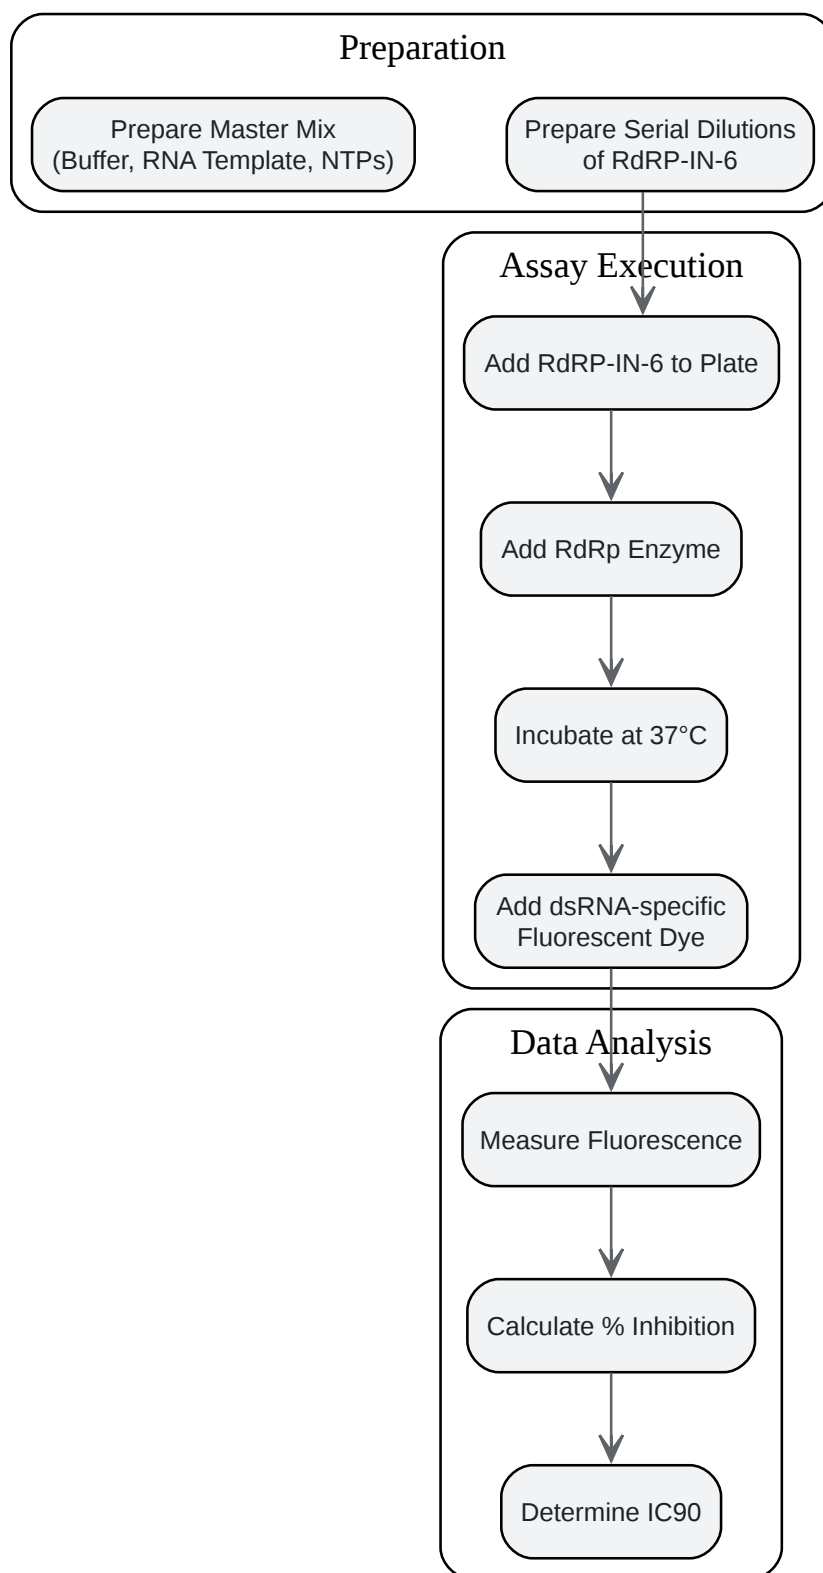 Preparation
Prepare Master Mix
(Buffer, RNA Template, NTPs)
Prepare Serial Dilutions
of RdRP-IN-6
Assay Execution
Add RdRP-IN-6 to Plate
Add RdRp Enzyme
Incubate at 37°C
Add dsRNA-specific
Fluorescent Dye
Data Analysis
Measure Fluorescence
Calculate % Inhibition
Determine IC90